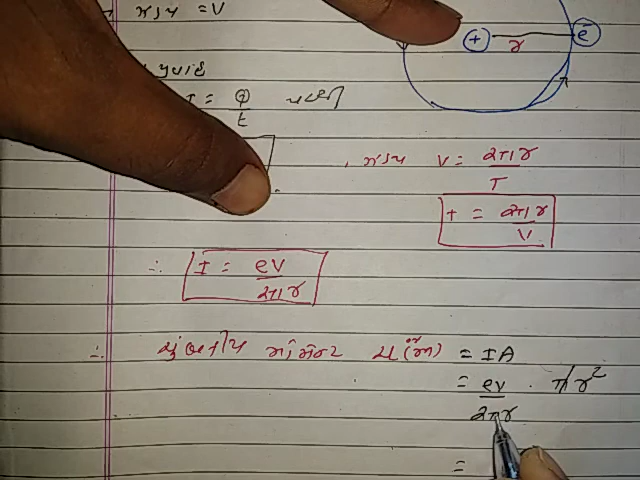 ઝડપ = V
+ r e⁻
I = Q/t
ઝડપ V = 2πr/T
t = 2πr/V
∴ I = ev/2πr
∴ ચુંબકીય = IA
= ev/2πr · πr²
=